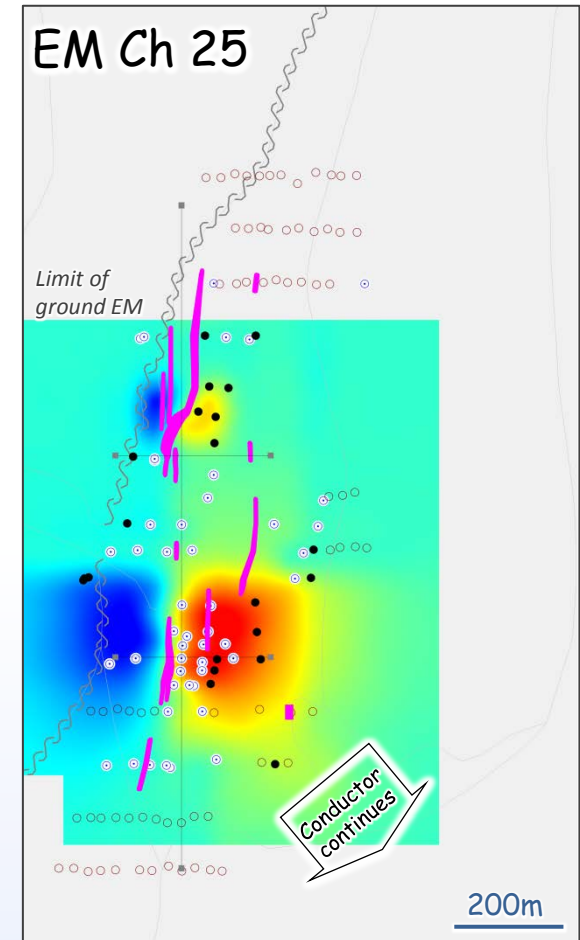 EM Ch 25
Limit of
ground EM
Conductor
continues
200m